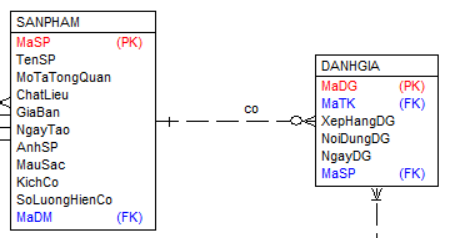 SANPHAM
MaSP (PK)
TenSP
MoTaTongQuan
ChatLieu
GiaBan
NgayTao
AnhSP
MauSac
KichCo
SoLuongHienCo
MaDM (FK)
co
DANHGIA
MaDG (PK)
MaTK (FK)
XepHangDG
NoiDungDG
NgayDG
MaSP (FK)